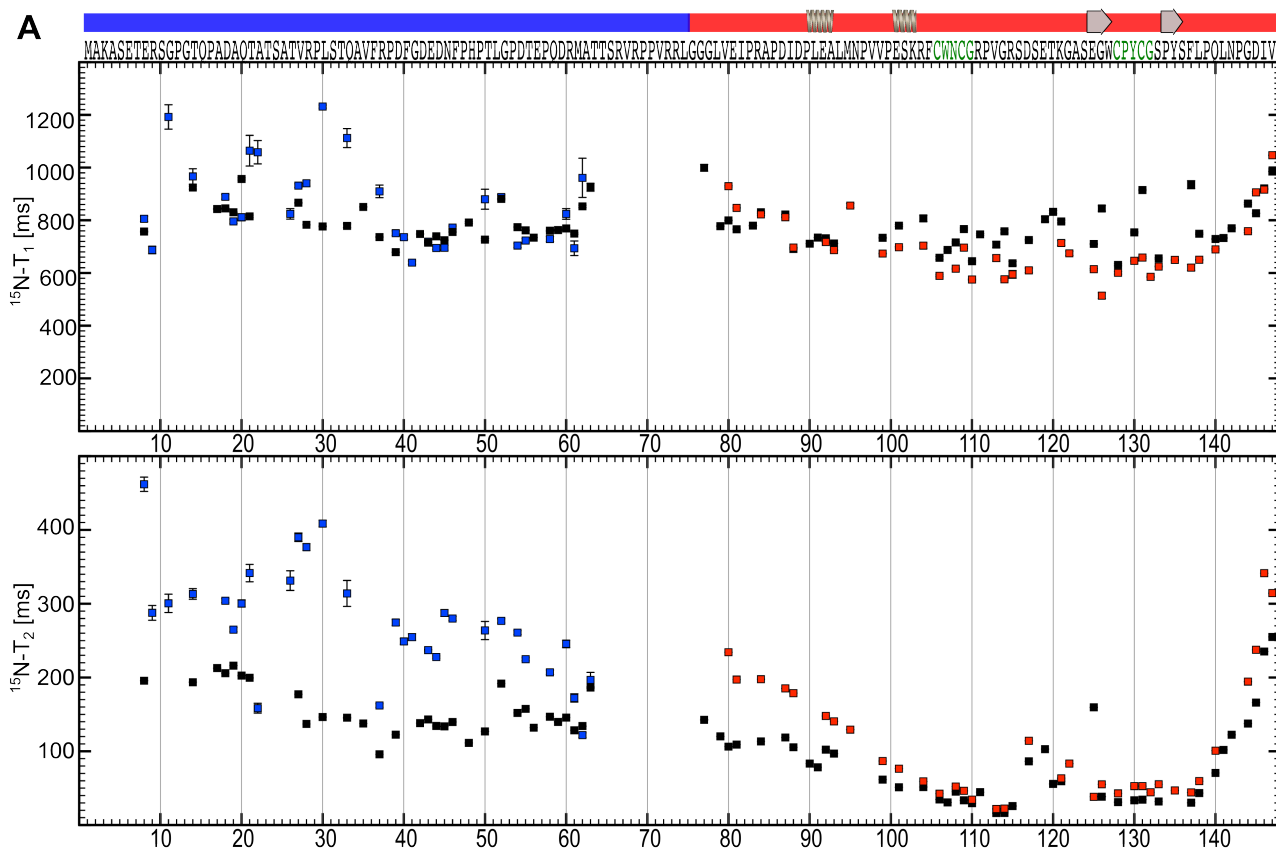 A
MAKASETERSGPGTOPADAOTATSATVRPLSTOAVFRPDFGDEDNFPHPTLGPDTEPODRMATTSRVRPPVRRLGGGLVEIPRAPDIDPLEALMNPVVPESKRFCWNCGRPVGRSDSETKGASEGWCPYCGSPYSFLPOLNPGDIV
1200
1000
800
600
400
200
¹⁵N-T₁ [ms]
10 20 30 40 50 60 70 80 90 100 110 120 130 140
400
300
200
100
¹⁵N-T₂ [ms]
10 20 30 40 50 60 70 80 90 100 110 120 130 140